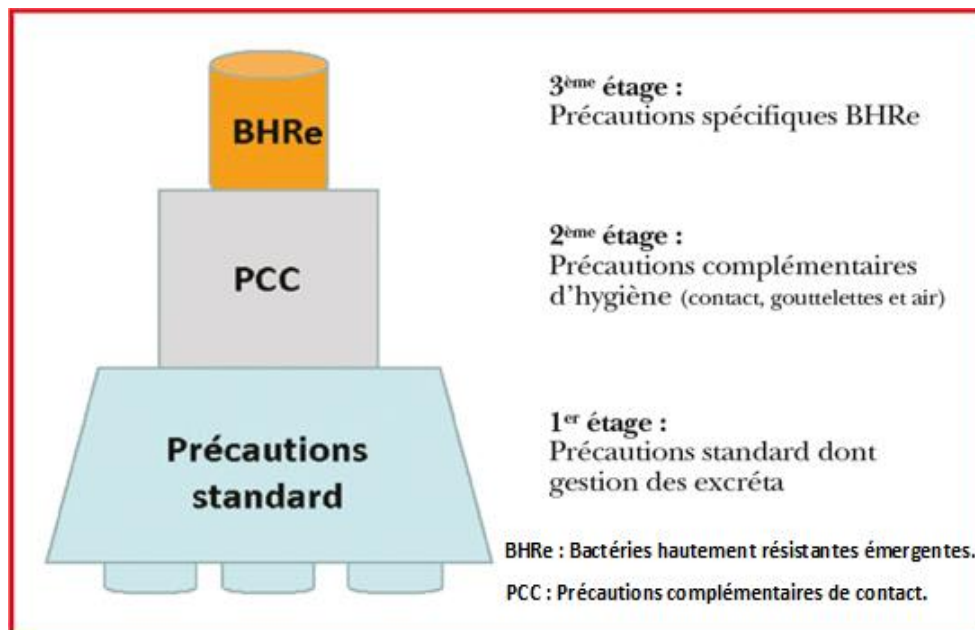 BHRe
3ème étage :
Précautions spécifiques BHRe
PCC
2ème étage :
Précautions complémentaires
d'hygiène (contact, gouttelettes et air)
Précautions
standard
1er étage :
Précautions standard dont
gestion des excréta
BHRe : Bactéries hautement résistantes émergentes.
PCC : Précautions complémentaires de contact.